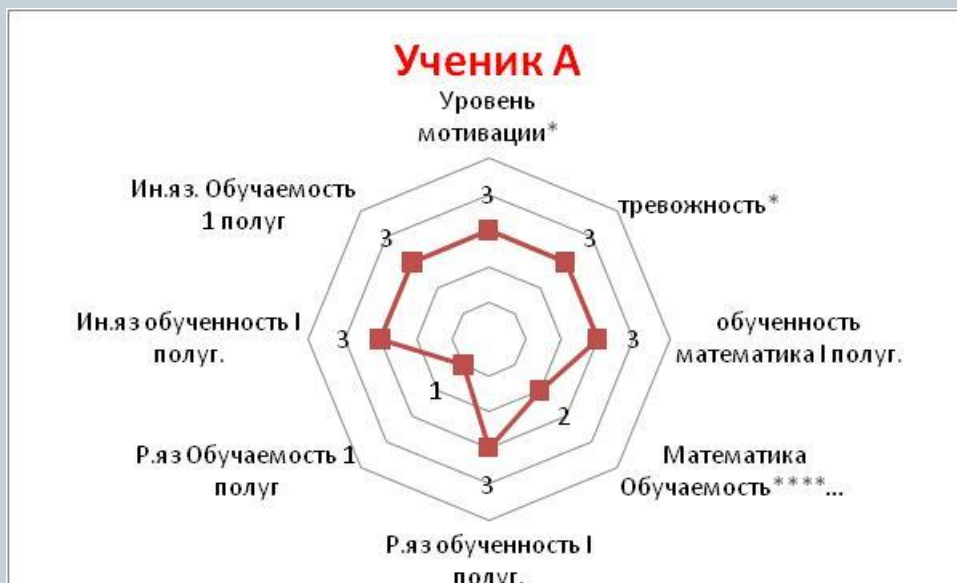 Ученик А
Уровень
мотивации*
3
Ин.яз. Обучаемость
1 полуг
3
тревожность*
3
Ин.яз обученность I
полуг.
3
обученность
математика I полуг.
3
Р.яз Обучаемость 1
полуг
1
Математика
Обучаемость****...
2
3
Р.яз обученность I
полуг.